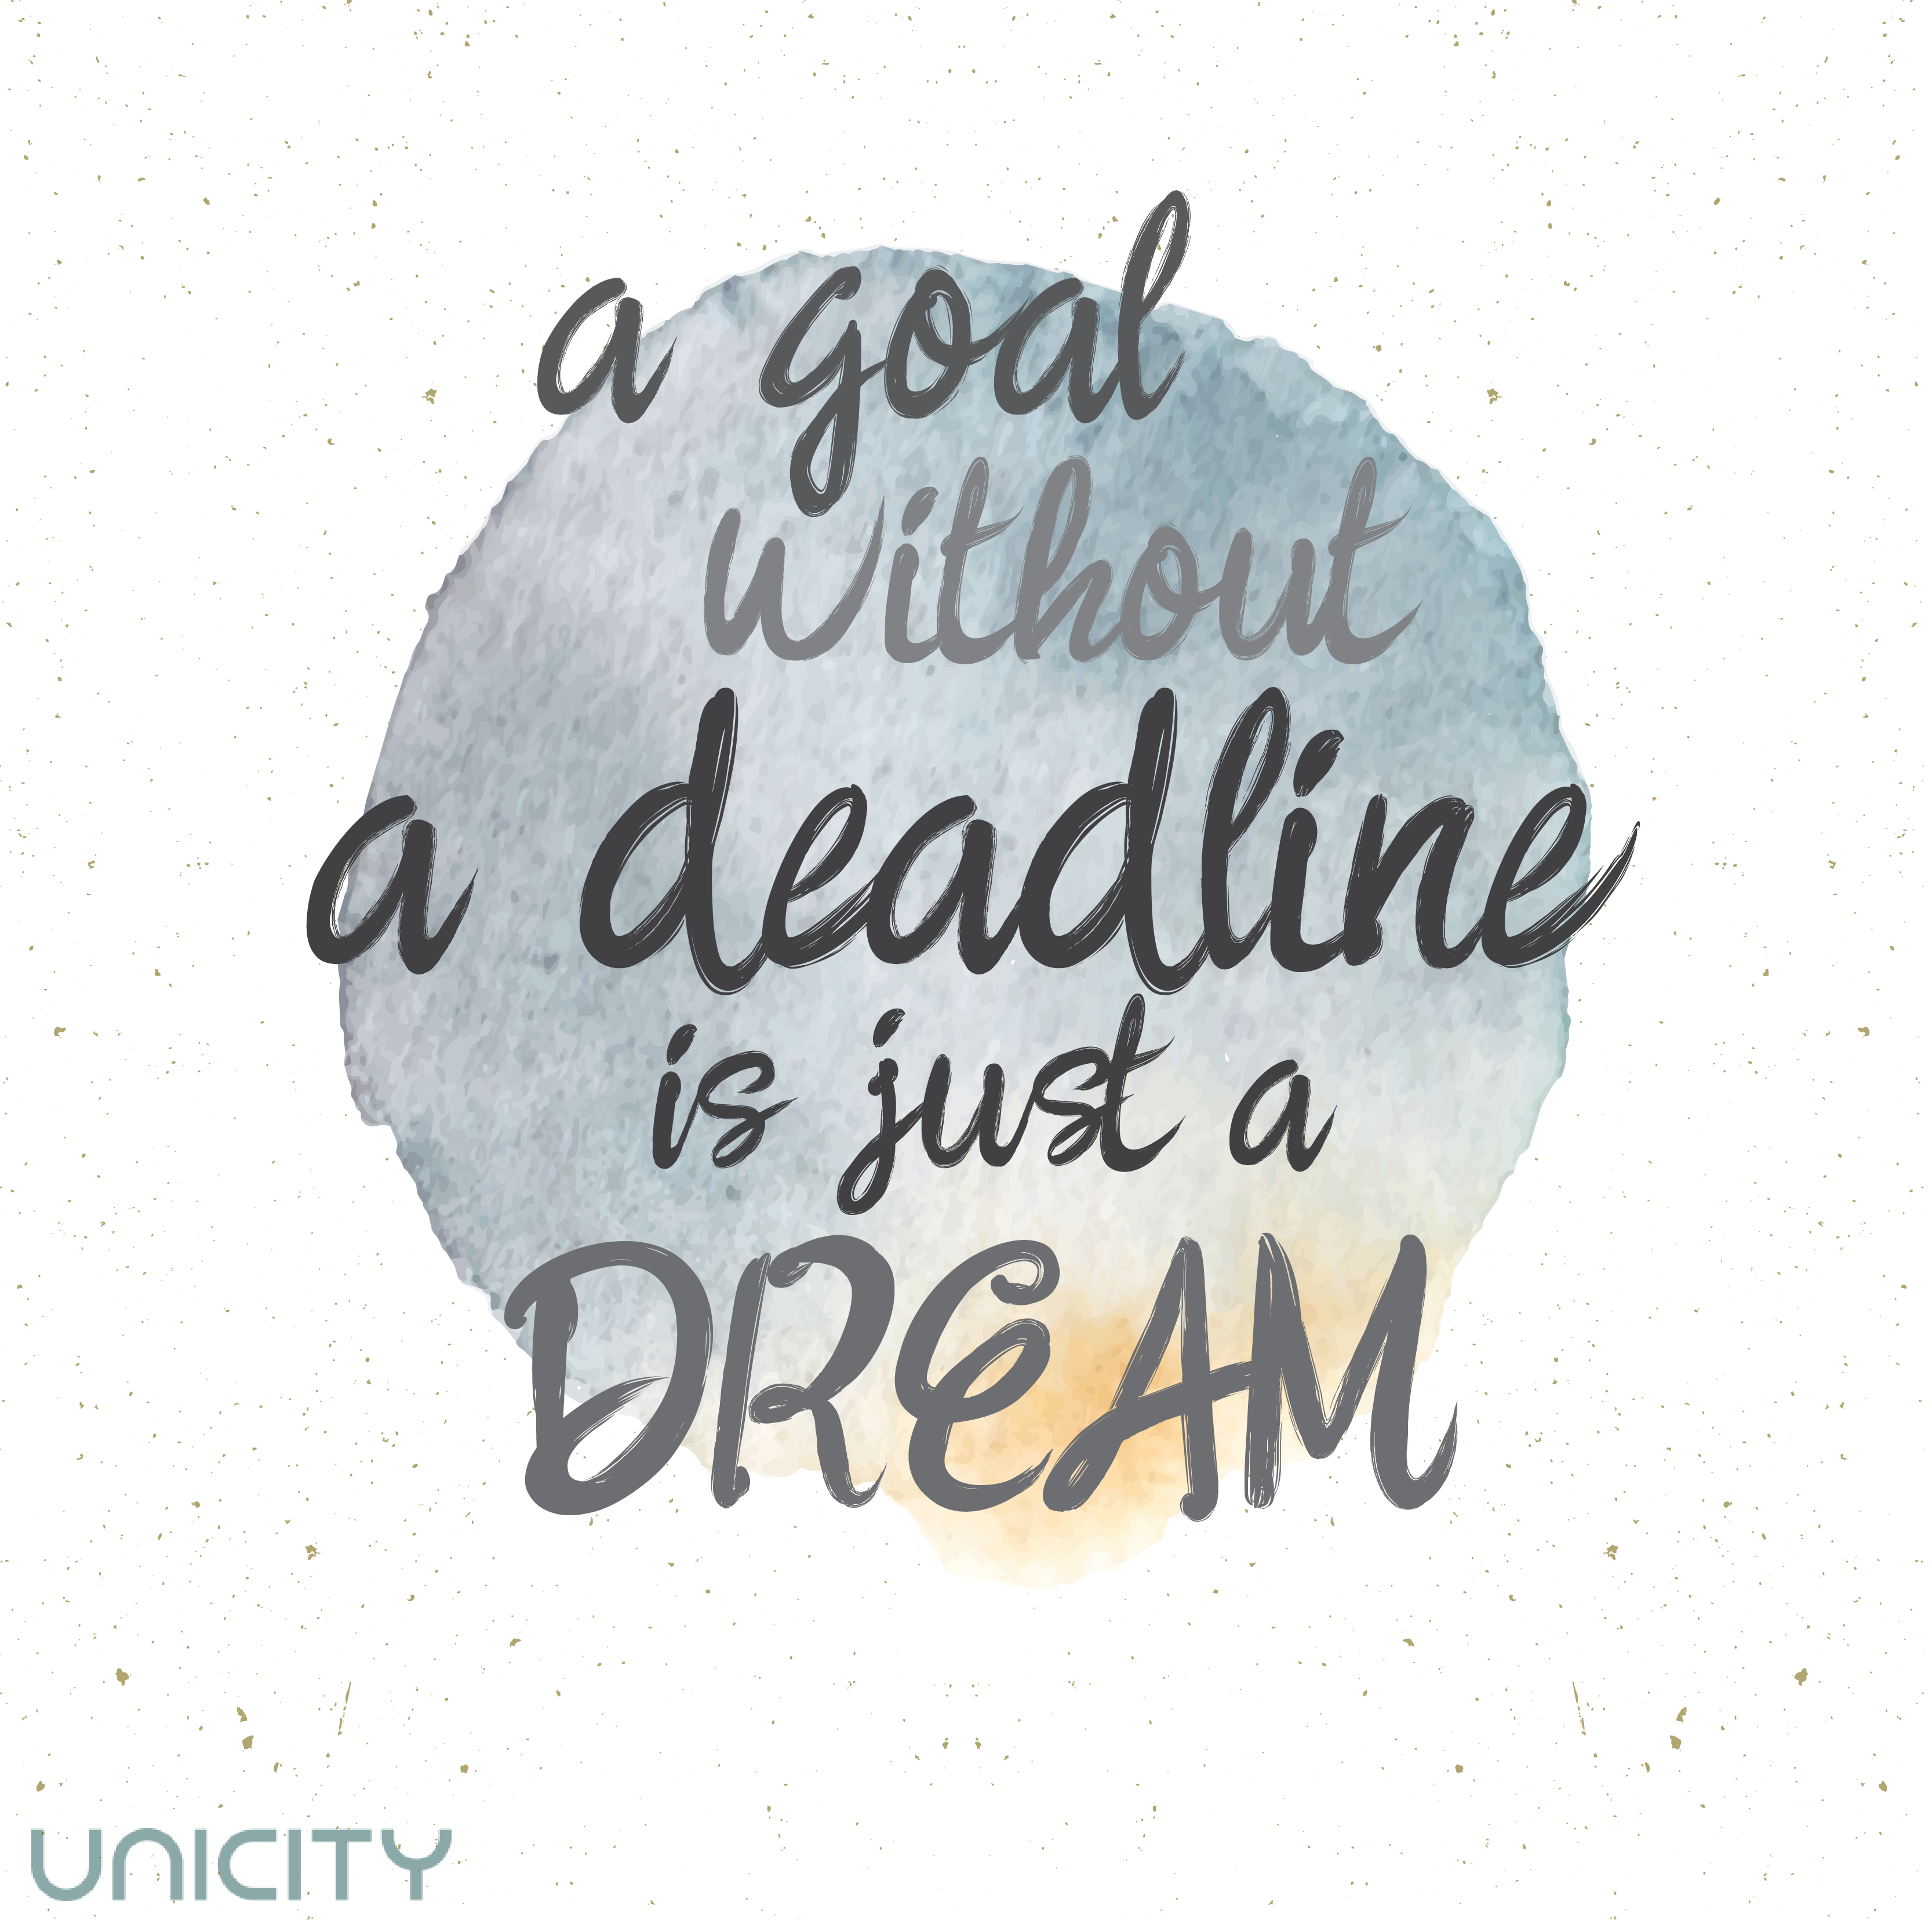 a goal
without
a deadline
is just a
DREAM
UNICITY